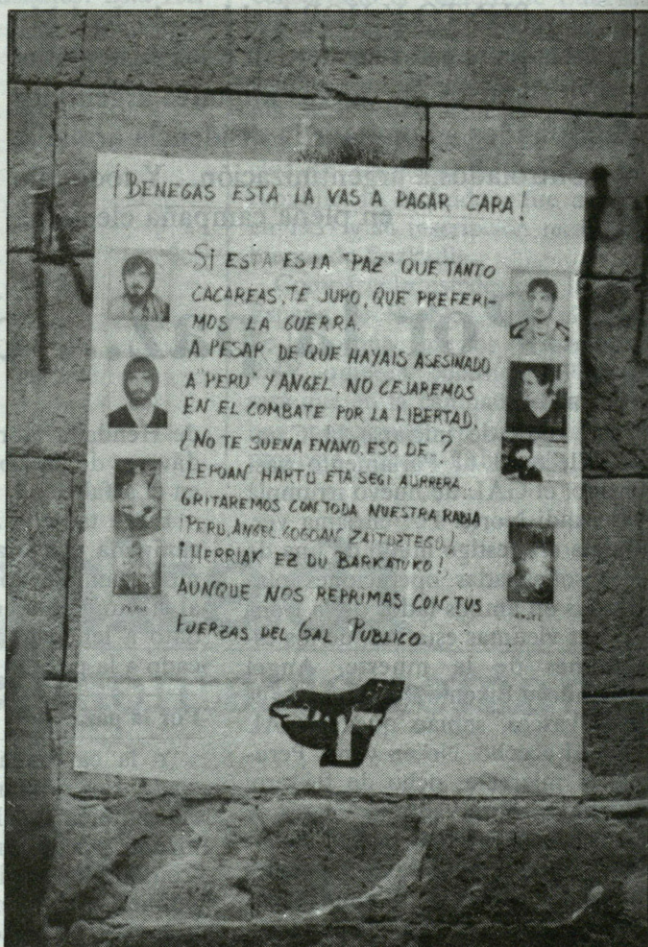 ¡BENEGAS ESTA LA VAS A PAGAR CARA!
SI ESTA ES LA "PAZ" QUE TANTO
CACAREAS, TE JURO, QUE PREFERI-
MOS LA GUERRA.
A PESAR DE QUE HAYAIS ASESINADO
A "PERU" Y ANGEL, NO CEJAREMOS
EN EL COMBATE POR LA LIBERTAD.
¿NO TE SUENA ENANO, ESO DE..?
LEPOAN HARTU ETA SEGI AURRERA..
GRITAREMOS CON TODA NUESTRA RABIA
¡PERU, ANGEL GOGOAN ZAITUZTEGU!
¡HERRIAK EZ DU BARKATUKO!
AUNQUE NOS REPRIMAS CON TUS
FUERZAS DEL GAL PUBLICO
PERU